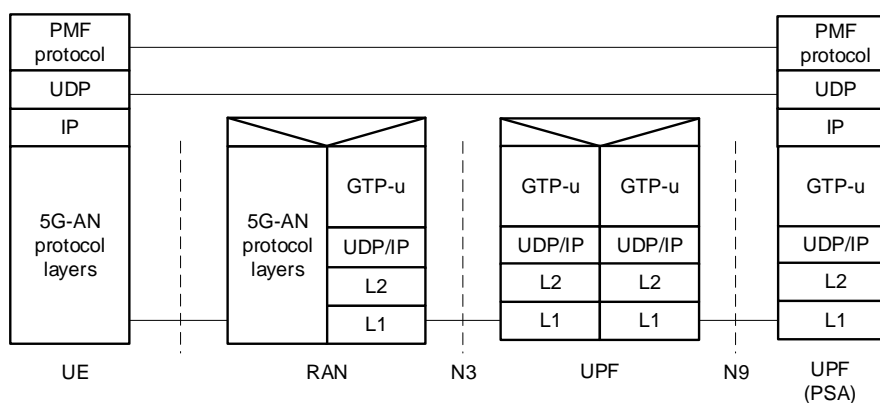 PMF
protocol
PMF
protocol
UDP
UDP
IP
IP
5G-AN
protocol
layers
5G-AN
protocol
layers
GTP-u
GTP-u
GTP-u
GTP-u
UDP/IP
UDP/IP
UDP/IP
UDP/IP
L2
L2
L2
L2
L1
L1
L1
L1
UE
RAN
N3
UPF
N9
UPF
(PSA)